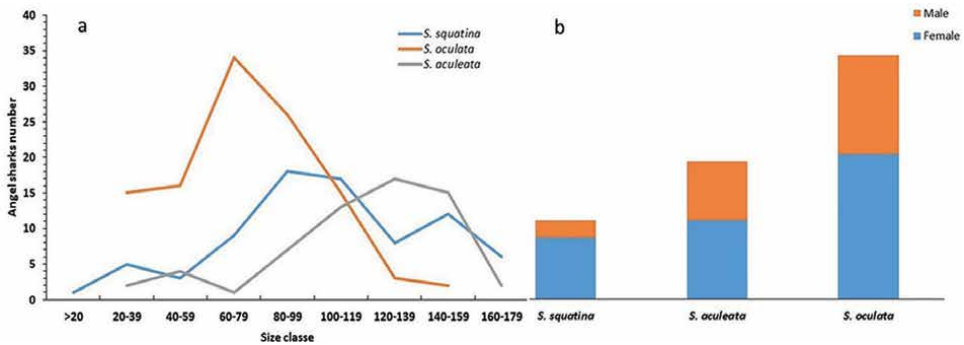 a
S. squatina
S. oculata
S. aculeata
Angel sharks number
40
35
30
25
20
15
10
5
0
>20 20-39 40-59 60-79 80-99 100-119 120-139 140-159 160-179
Size classe
b
Male
Female
S. squatina S. aculeata S. oculata